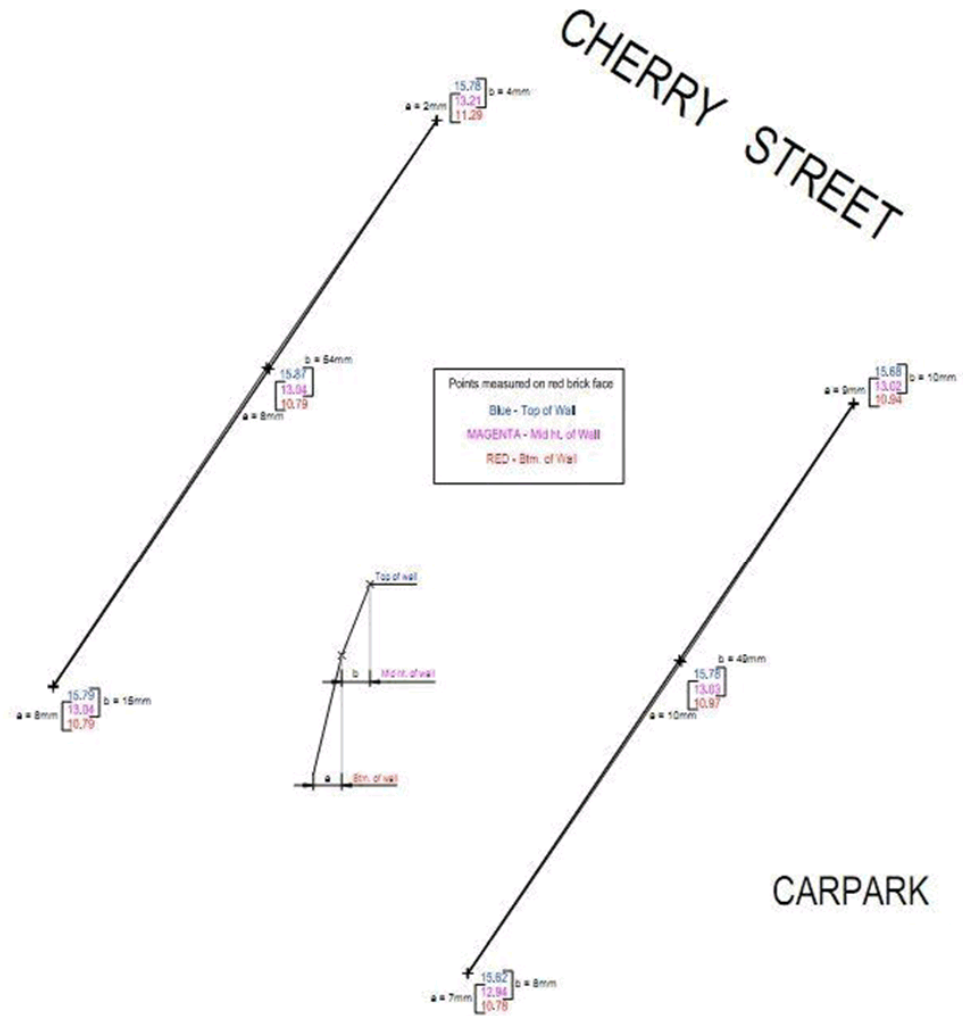 CHERRY STREET
15.78
13.21
11.29
a = 2mm
b = 4mm
b = 54mm
15.87
13.04
10.79
a = 8mm
15.68
13.02
10.94
a = 9mm
b = 10mm
Points measured on red brick face
Blue - Top of Wall
MAGENTA - Mid ht. of Wall
RED - Btm. of Wall
Top of wall
b
Mid ht. of wall
a
Btm. of wall
15.79
13.04
10.79
a = 8mm
b = 15mm
b = 49mm
15.78
13.03
10.97
a = 10mm
CARPARK
15.62
12.94
10.78
a = 7mm
b = 8mm